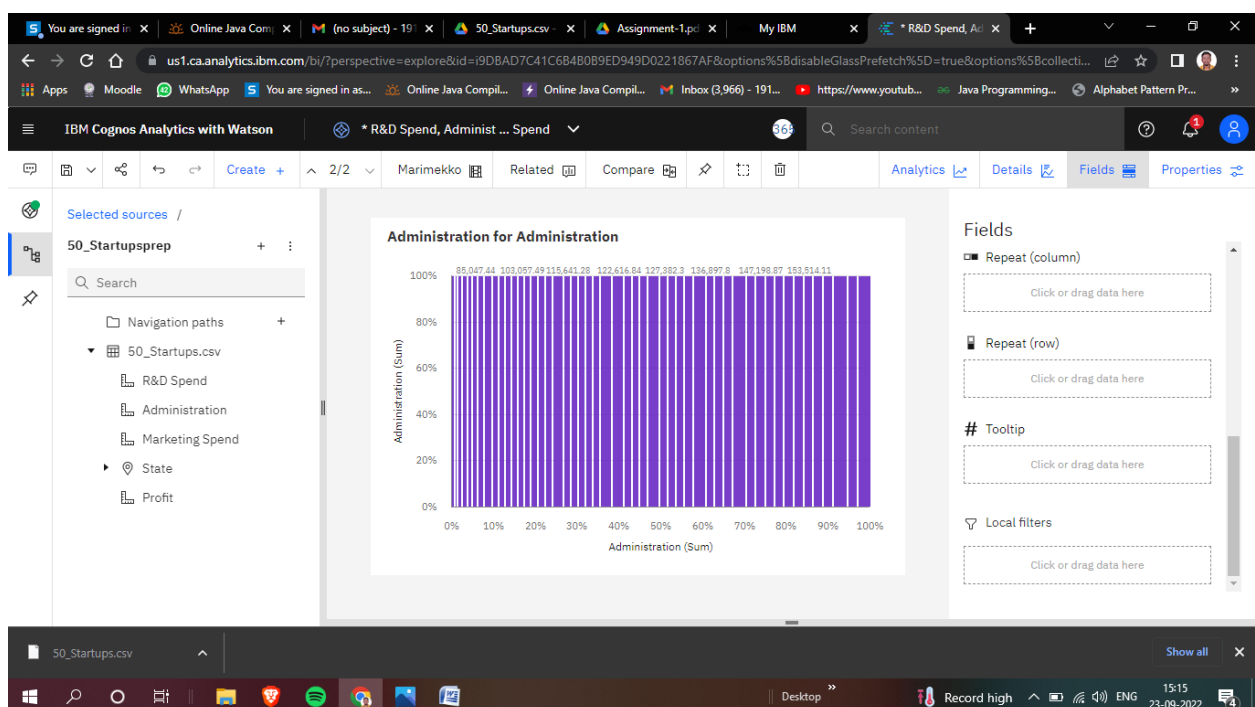 You are signed in
Online Java Com
(no subject) - 191
50_Startups.csv -
Assignment-1.pd
My IBM
* R&D Spend, Ad
us1.ca.analytics.ibm.com/bi/?perspective=explore&id=i9DBAD7C41C6B4B0B9ED949D0221867AF&options%5BdisableGlassPrefetch%5D=true&options%5Bcollecti...
Apps Moodle WhatsApp You are signed in as... Online Java Compil... Online Java Compil... Inbox (3,966) - 191... https://www.youtub... Java Programming... Alphabet Pattern Pr... »
IBM Cognos Analytics with Watson
* R&D Spend, Administ ... Spend
365
Search content
1
Create +
2/2
Marimekko
Related
Compare
Analytics
Details
Fields
Properties
Selected sources /
50_Startupsprep
Search
Navigation paths
50_Startups.csv
R&D Spend
Administration
Marketing Spend
State
Profit
Administration for Administration
85,047.44 103,057.49 115,641.28 122,616.84 127,382.3 136,897.8 147,198.87 153,514.11
100%
80%
60%
40%
20%
0%
Administration (Sum)
0% 10% 20% 30% 40% 50% 60% 70% 80% 90% 100%
Administration (Sum)
Fields
Repeat (column)
Click or drag data here
Repeat (row)
Click or drag data here
# Tooltip
Click or drag data here
Local filters
Click or drag data here
50_Startups.csv
Show all
Desktop »
Record high
ENG
15:15
23-09-2022
4